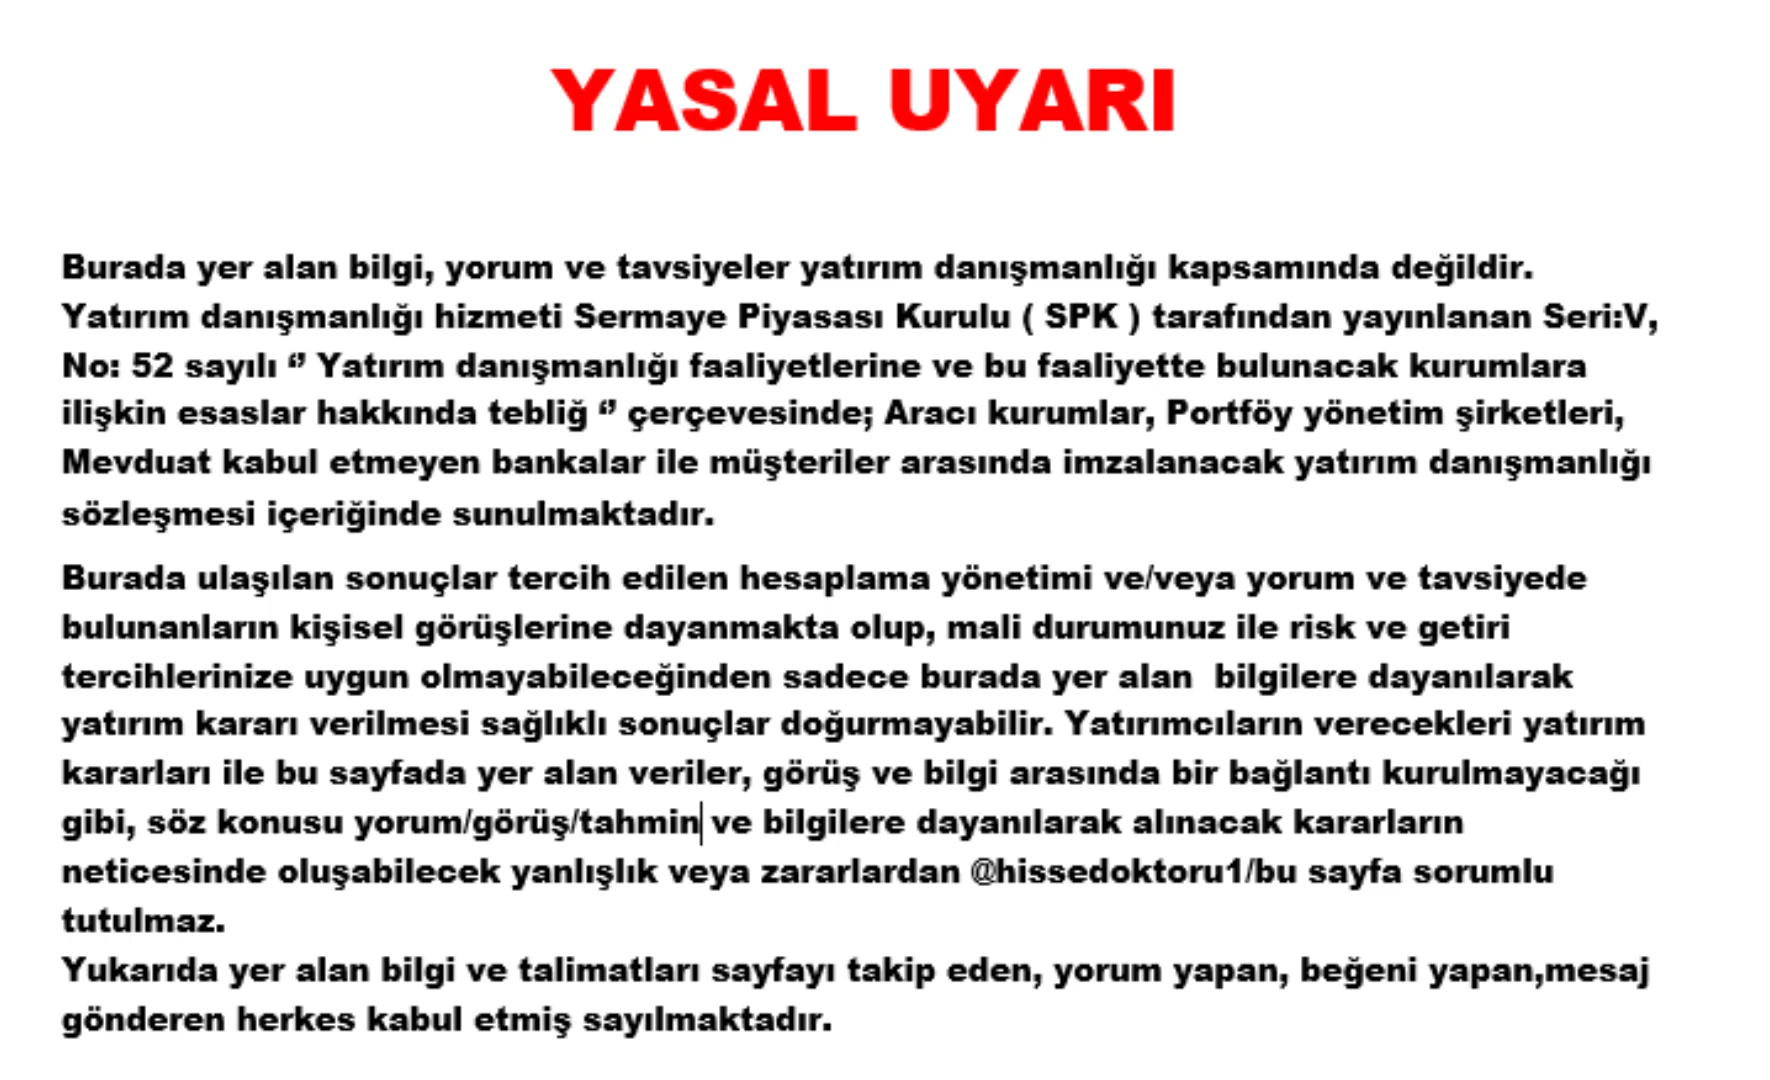 YASAL UYARI
Burada yer alan bilgi, yorum ve tavsiyeler yatırım danışmanlığı kapsamında değildir.
Yatırım danışmanlığı hizmeti Sermaye Piyasası Kurulu ( SPK ) tarafından yayınlanan Seri:V,
No: 52 sayılı ‘’ Yatırım danışmanlığı faaliyetlerine ve bu faaliyette bulunacak kurumlara
ilişkin esaslar hakkında tebliğ ‘’ çerçevesinde; Aracı kurumlar, Portföy yönetim şirketleri,
Mevduat kabul etmeyen bankalar ile müşteriler arasında imzalanacak yatırım danışmanlığı
sözleşmesi içeriğinde sunulmaktadır.
Burada ulaşılan sonuçlar tercih edilen hesaplama yönetimi ve/veya yorum ve tavsiyede
bulunanların kişisel görüşlerine dayanmakta olup, mali durumunuz ile risk ve getiri
tercihlerinize uygun olmayabileceğinden sadece burada yer alan  bilgilere dayanılarak
yatırım kararı verilmesi sağlıklı sonuçlar doğurmayabilir. Yatırımcıların verecekleri yatırım
kararları ile bu sayfada yer alan veriler, görüş ve bilgi arasında bir bağlantı kurulmayacağı
gibi, söz konusu yorum/görüş/tahmin ve bilgilere dayanılarak alınacak kararların
neticesinde oluşabilecek yanlışlık veya zararlardan @hissedoktoru1/bu sayfa sorumlu
tutulmaz.
Yukarıda yer alan bilgi ve talimatları sayfayı takip eden, yorum yapan, beğeni yapan,mesaj
gönderen herkes kabul etmiş sayılmaktadır.